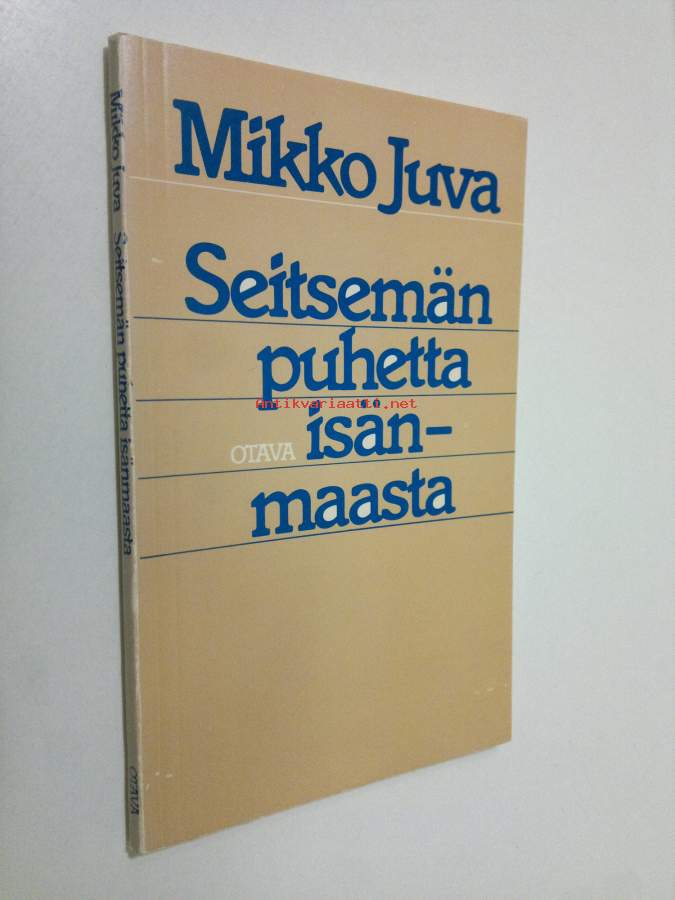 Mikko Juva
Seitsemän
puhetta
Antikvariaatti.net
OTAVA isän-
maasta
Mikko Juva Seitsemän puhetta isänmaasta
OTAVA